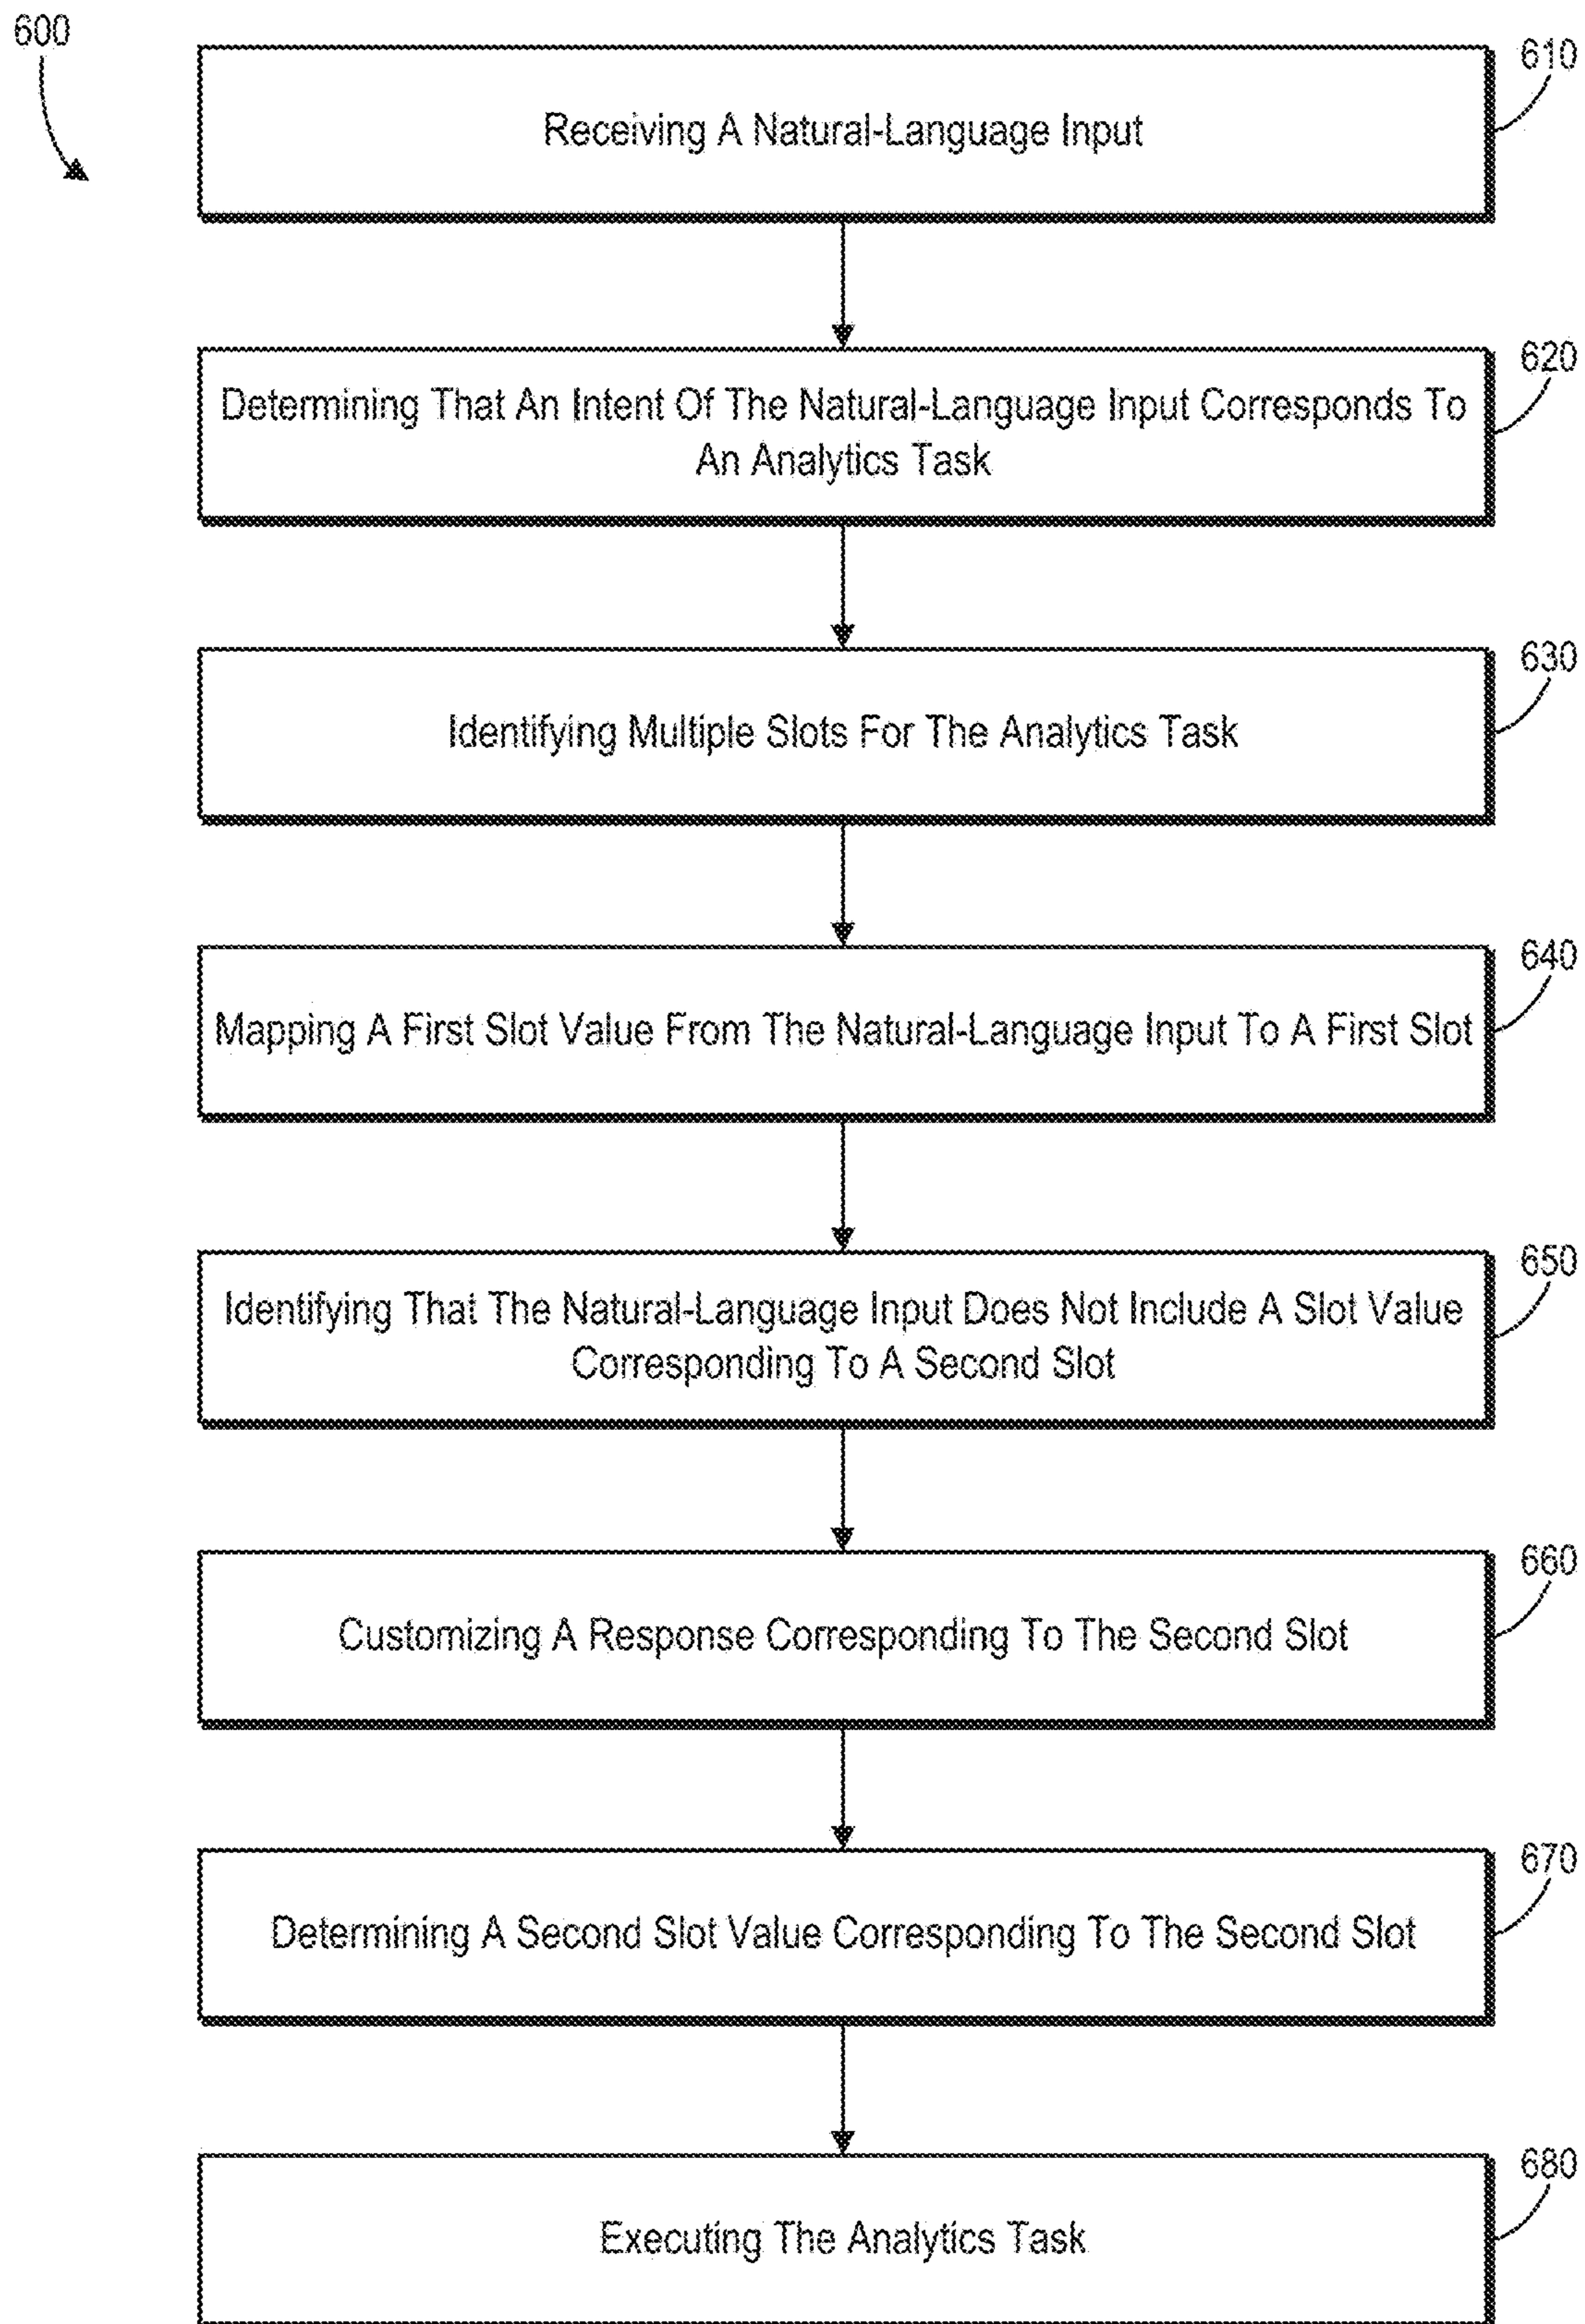 600
610
Receiving A Natural-Language Input
620
Determining That An Intent Of The Natural-Language Input Corresponds To
An Analytics Task
630
Identifying Multiple Slots For The Analytics Task
640
Mapping A First Slot Value From The Natural-Language Input To A First Slot
650
Identifying That The Natural-Language Input Does Not Include A Slot Value
Corresponding To A Second Slot
660
Customizing A Response Corresponding To The Second Slot
670
Determining A Second Slot Value Corresponding To The Second Slot
680
Executing The Analytics Task